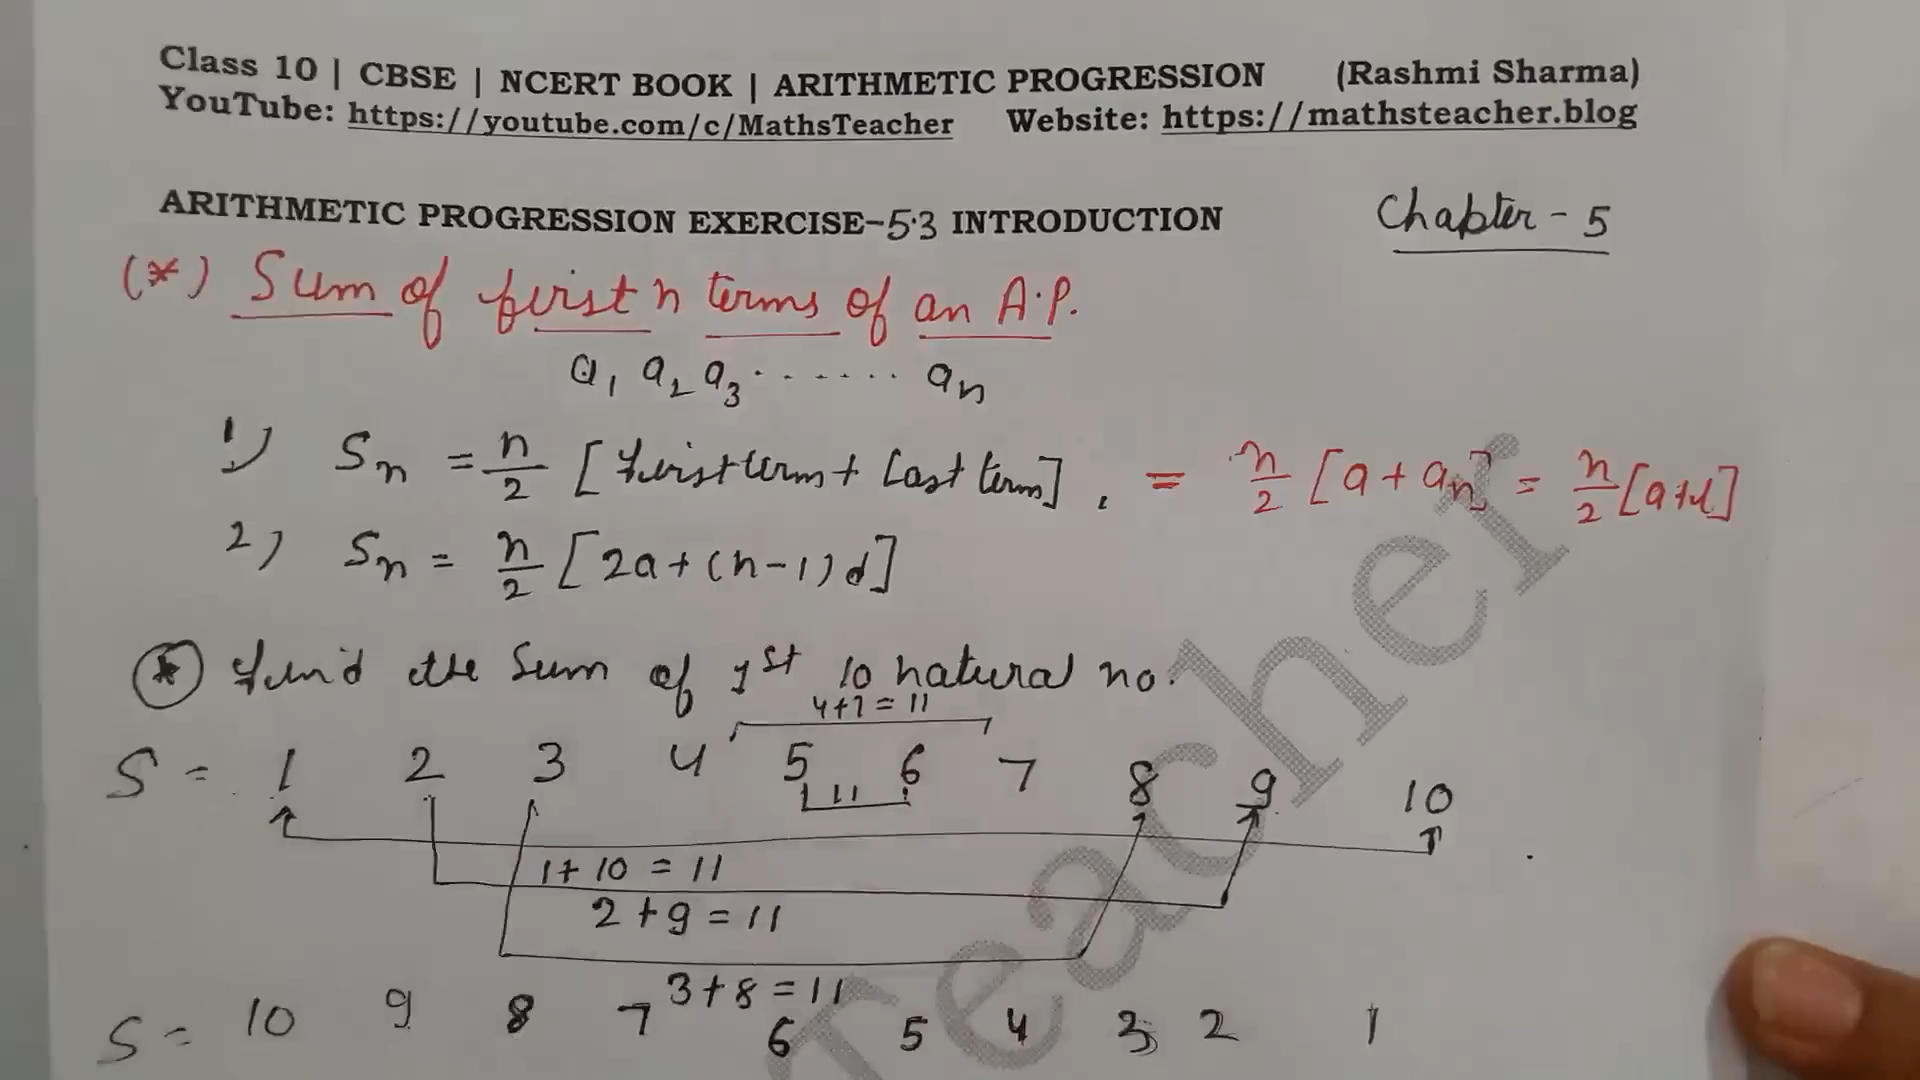 Class 10 | CBSE | NCERT BOOK | ARITHMETIC PROGRESSION (Rashmi Sharma)
YouTube: https://youtube.com/c/MathsTeacher Website: https://mathsteacher.blog
ARITHMETIC PROGRESSION EXERCISE-5.3 INTRODUCTION Chapter - 5
(*) Sum of first n terms of an A.P.
a₁ a₂ a₃ ....... aₙ
1) Sₙ = n/2 [first term + Last term]. = n/2 [a + aₙ] = n/2 [a+l]
2) Sₙ = n/2 [2a + (n-1)d]
* find the Sum of 1st 10 natural no.
4+7 = 11
S = 1 2 3 4 5 6 7 8 9 10
11
1 + 10 = 11
2 + 9 = 11
3 + 8 = 11
S = 10 9 8 7 6 5 4 3 2 1
Teacher